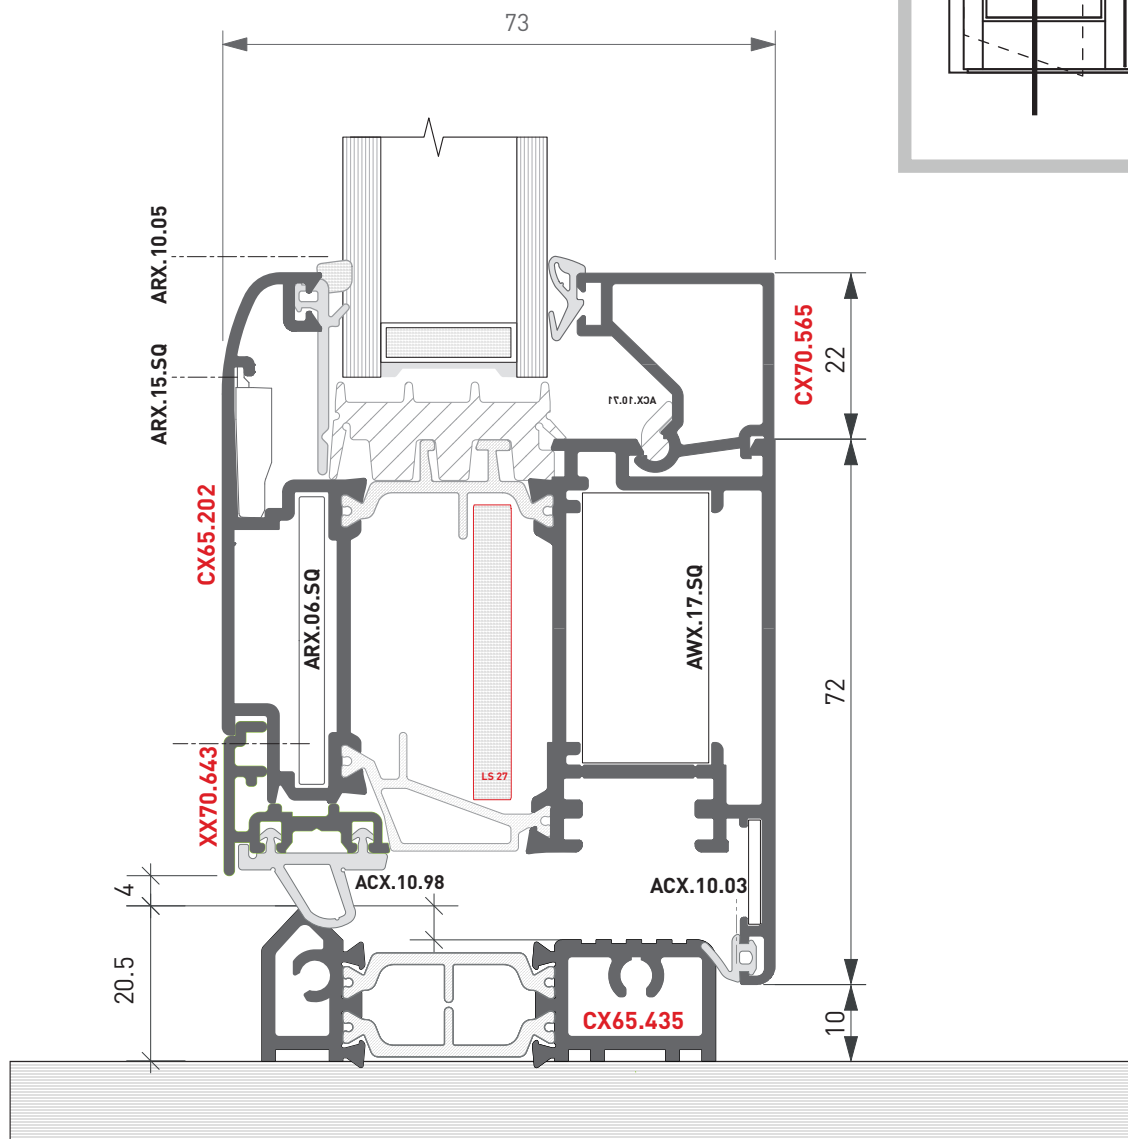 73
ARX.10.05
ARX.15.SQ
CX70.565
22
ACX.10.71
CX65.202
ARX.06.SQ
AWX.17.SQ
72
LS 27
XX70.643
4
ACX.10.98
ACX.10.03
20.5
CX65.435
10